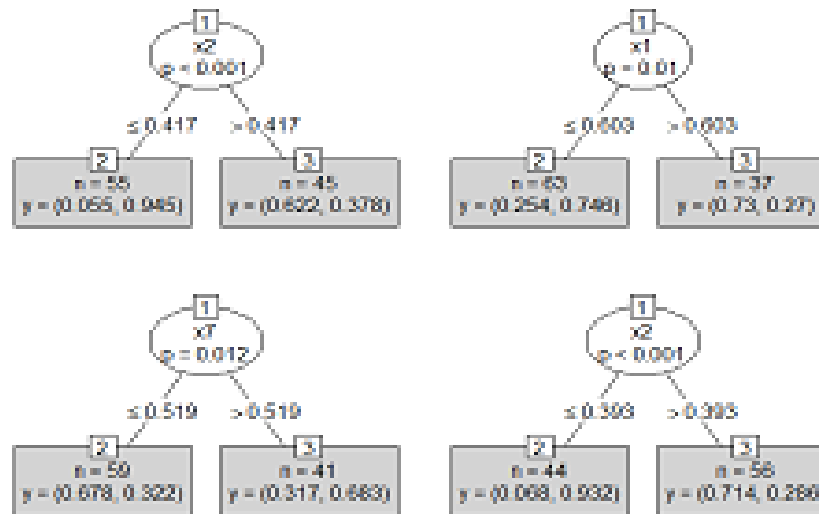 1
x2
p < 0.001
≤ 0.417
> 0.417
2
n = 55
y = (0.055, 0.945)
3
n = 45
y = (0.622, 0.378)
1
x1
p = 0.01
≤ 0.603
> 0.603
2
n = 63
y = (0.254, 0.746)
3
n = 37
y = (0.73, 0.27)
1
x7
p = 0.012
≤ 0.519
> 0.519
2
n = 59
y = (0.678, 0.322)
3
n = 41
y = (0.317, 0.683)
1
x2
p < 0.001
≤ 0.393
> 0.393
2
n = 44
y = (0.068, 0.932)
3
n = 56
y = (0.714, 0.286